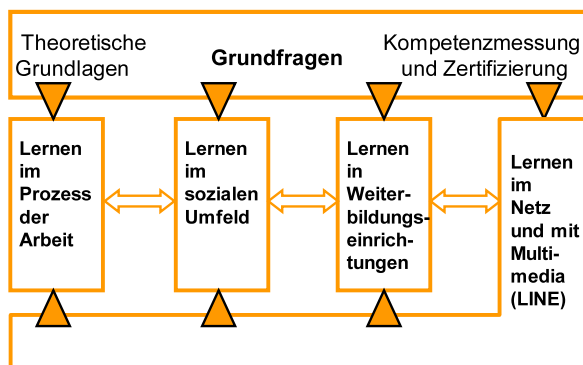 Theoretische
Grundlagen
Grundfragen
Kompetenzmessung
und Zertifizierung
Lernen
im
Prozess
der
Arbeit
Lernen
im
sozialen
Umfeld
Lernen
in
Weiter-
bildungs-
einrich-
tungen
Lernen
im
Netz
und mit
Multi-
media
(LINE)